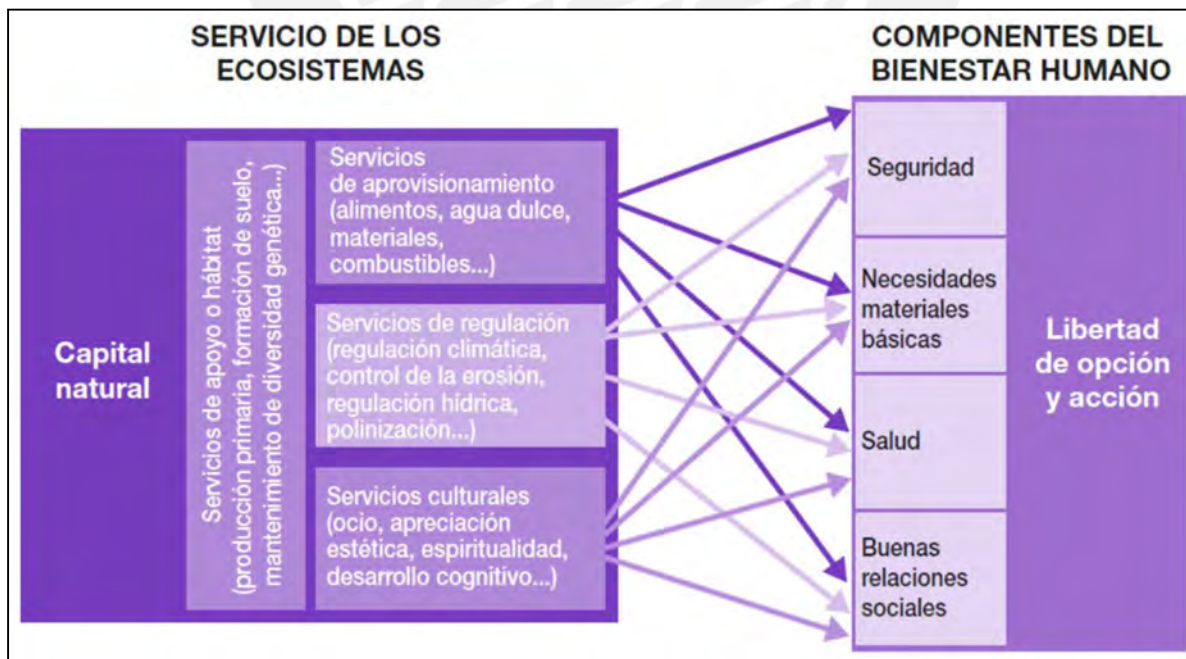 SERVICIO DE LOS
ECOSISTEMAS
Capital
natural
Servicios de apoyo o hábitat
(producción primaria, formación de suelo,
mantenimiento de diversidad genética...)
Servicios
de aprovisionamiento
(alimentos, agua dulce,
materiales,
combustibles...)
Servicios de regulación
(regulación climática,
control de la erosión,
regulación hídrica,
polinización...)
Servicios culturales
(ocio, apreciación
estética, espiritualidad,
desarrollo cognitivo...)
COMPONENTES DEL
BIENESTAR HUMANO
Seguridad
Necesidades
materiales
básicas
Salud
Buenas
relaciones
sociales
Libertad
de opción
y acción